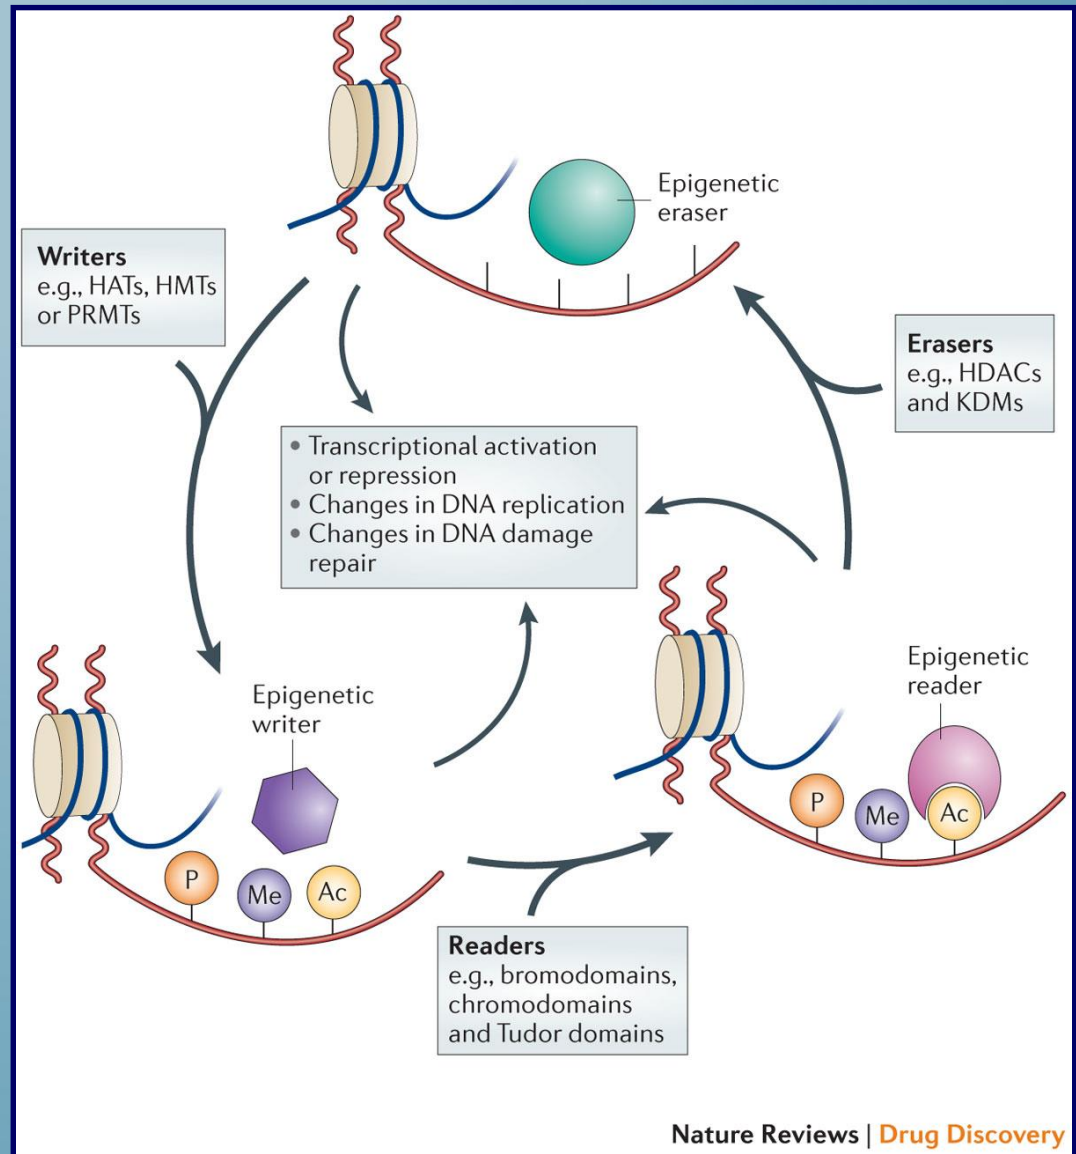 Epigenetic
eraser
Writers
e.g., HATs, HMTs
or PRMTs
Erasers
e.g., HDACs
and KDMs
• Transcriptional activation
or repression
• Changes in DNA replication
• Changes in DNA damage
repair
Epigenetic
writer
Epigenetic
reader
P
Me
Ac
P
Me
Ac
Readers
e.g., bromodomains,
chromodomains
and Tudor domains
Nature Reviews | Drug Discovery